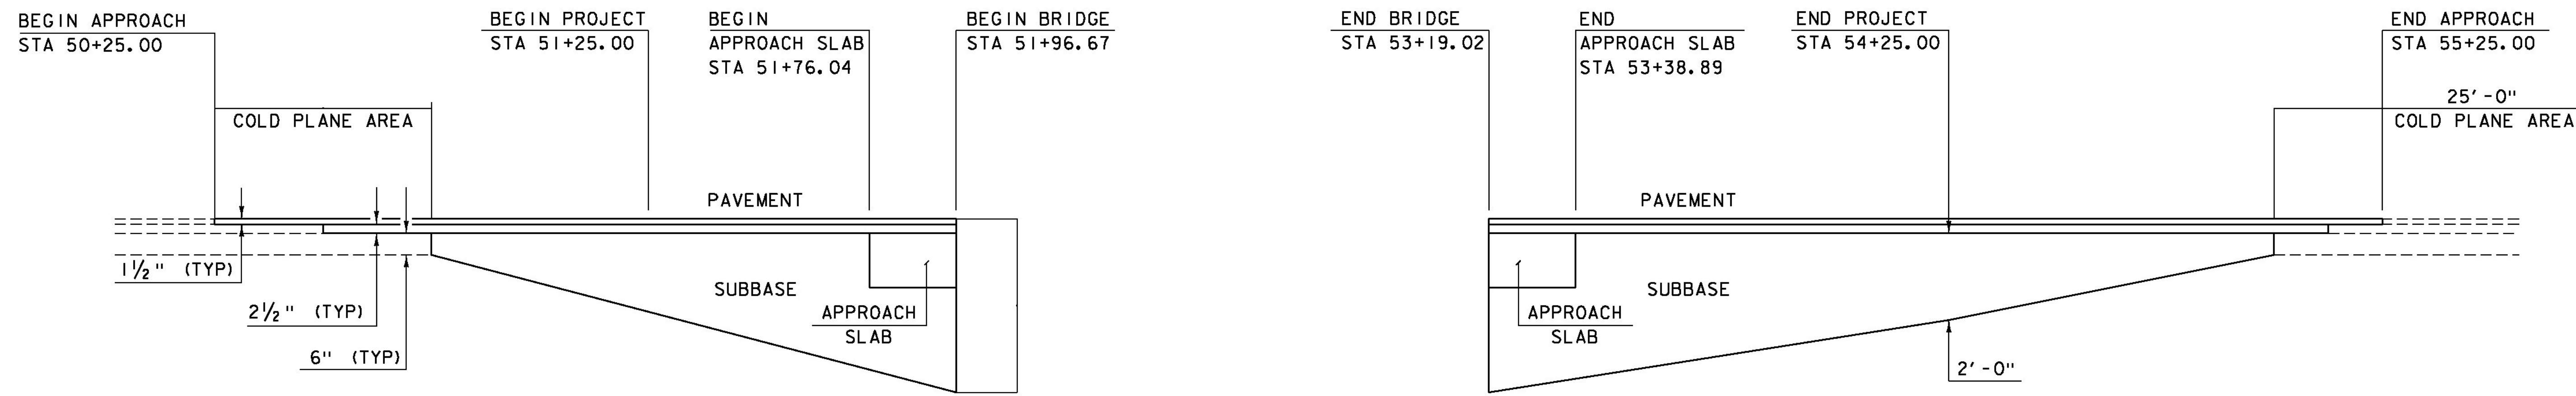 BEGIN APPROACH
STA 50+25.00
BEGIN PROJECT
STA 51+25.00
BEGIN
APPROACH SLAB
STA 51+76.04
BEGIN BRIDGE
STA 51+96.67
END BRIDGE
STA 53+19.02
END
APPROACH SLAB
STA 53+38.89
END PROJECT
STA 54+25.00
END APPROACH
STA 55+25.00
COLD PLANE AREA
25'-0"
COLD PLANE AREA
PAVEMENT
PAVEMENT
1½" (TYP)
2½" (TYP)
6" (TYP)
SUBBASE
APPROACH
SLAB
APPROACH
SLAB
SUBBASE
2'-0"